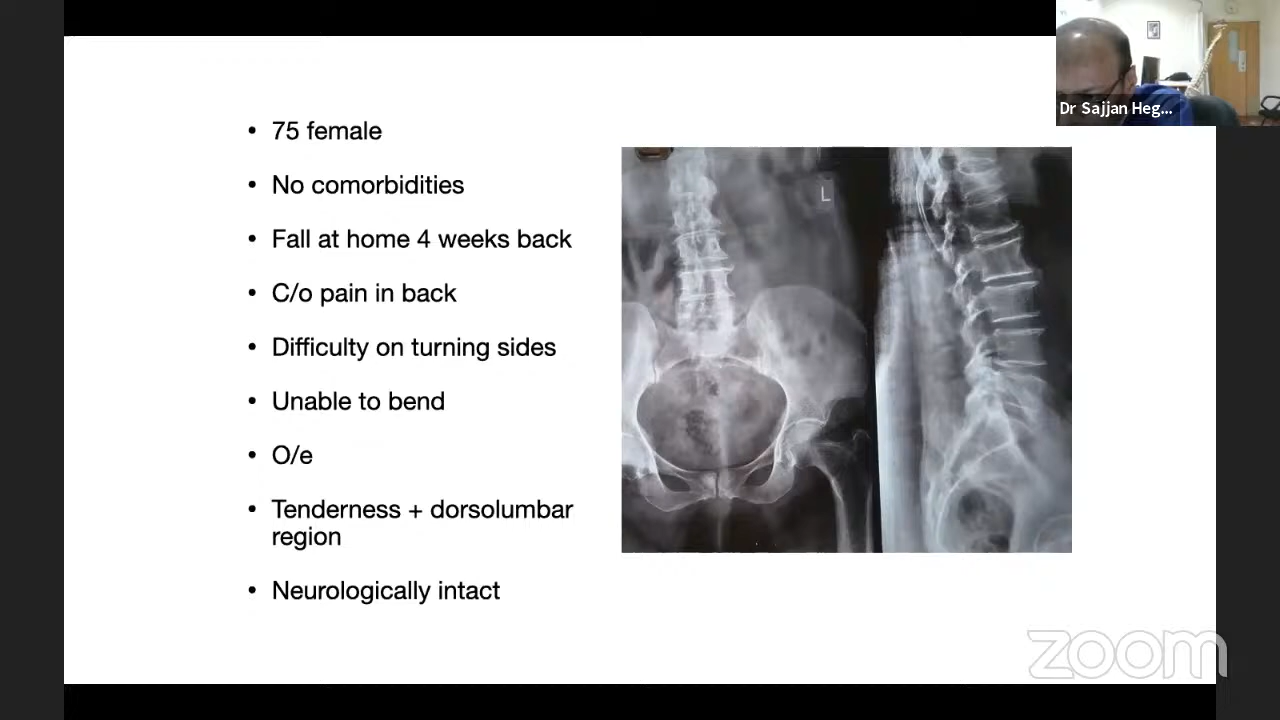 Dr Sajjan Heg...
• 75 female
• No comorbidities
L
• Fall at home 4 weeks back
• C/o pain in back
• Difficulty on turning sides
• Unable to bend
• O/e
• Tenderness + dorsolumbar
region
• Neurologically intact
zoom